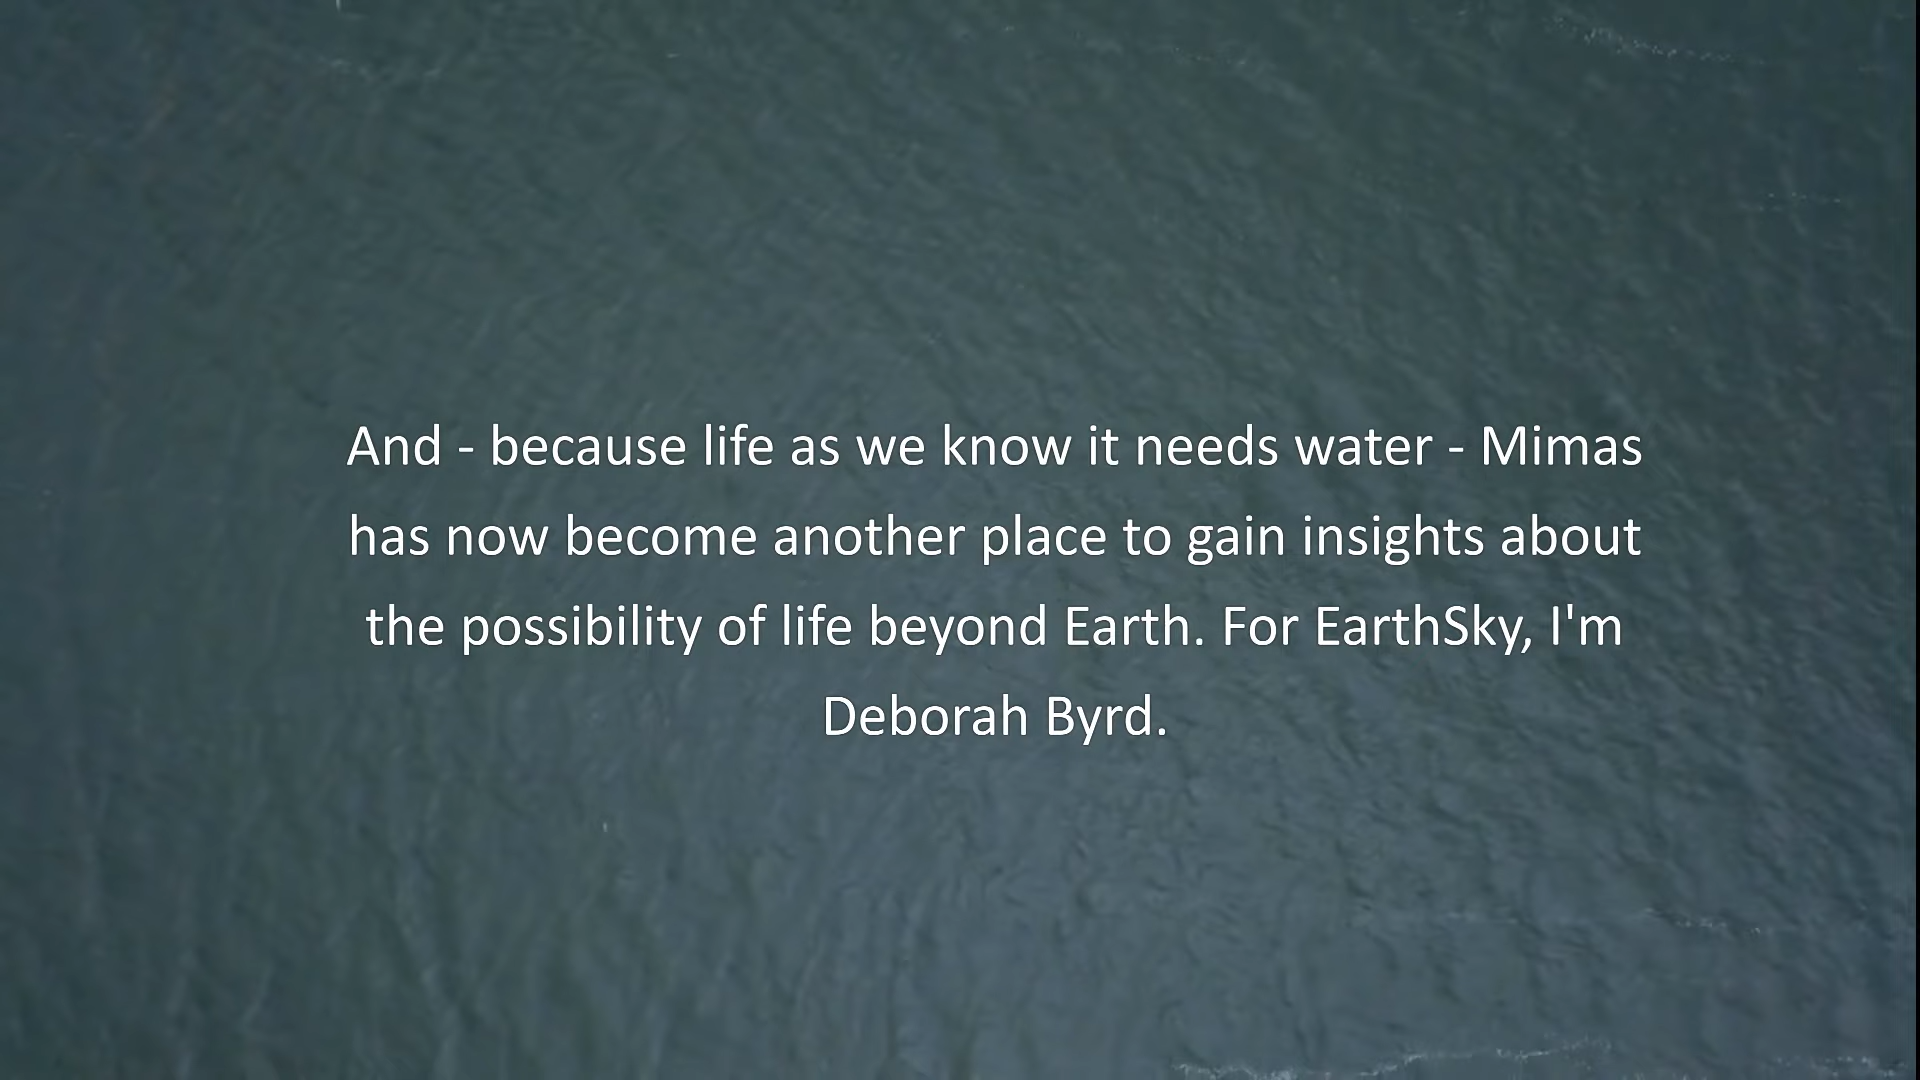 And - because life as we know it needs water - Mimas
has now become another place to gain insights about
the possibility of life beyond Earth. For EarthSky, I'm
Deborah Byrd.